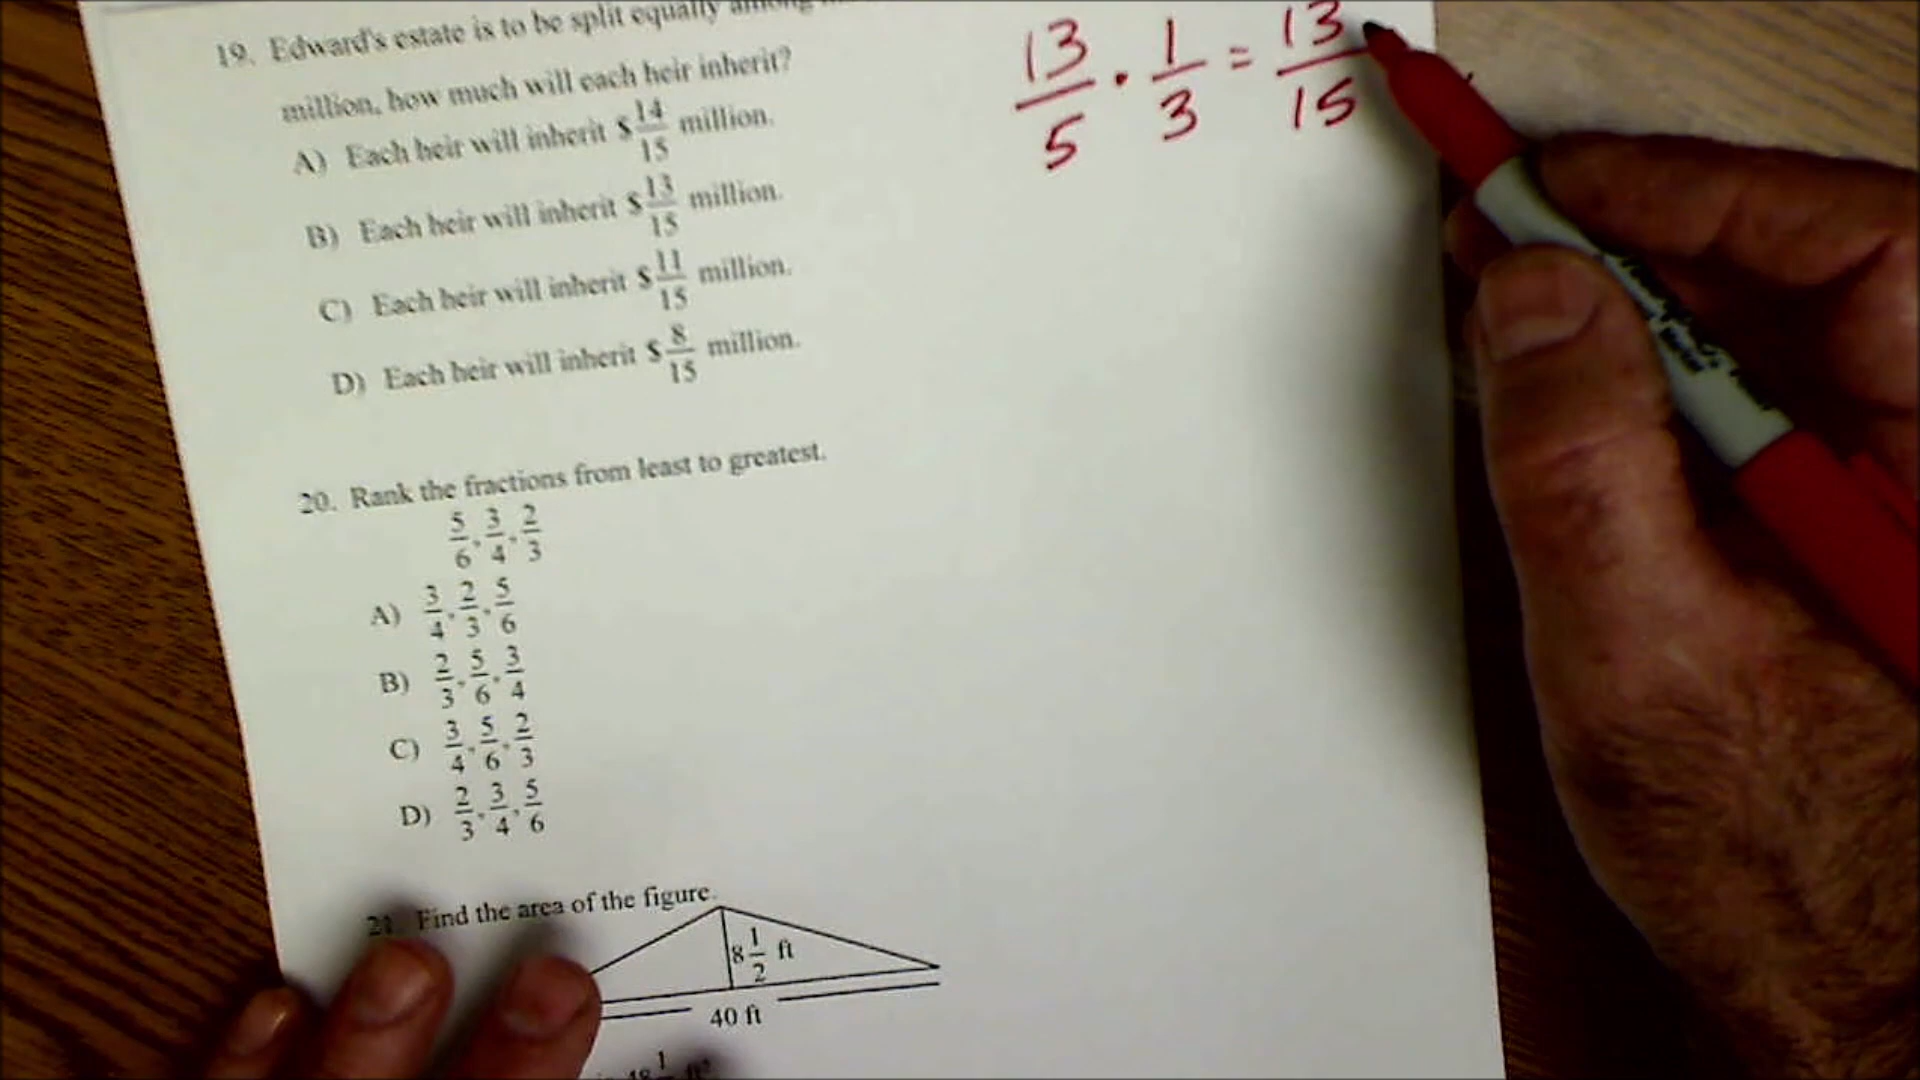 19. Edward's estate is to be split equally among
million, how much will each heir inherit?
A) Each heir will inherit $14/15 million.
B) Each heir will inherit $13/15 million.
C) Each heir will inherit $11/15 million.
D) Each heir will inherit $8/15 million.
13/5 · 1/3 = 13/15
20. Rank the fractions from least to greatest.
5/6, 3/4, 2/3
A) 3/4, 2/3, 5/6
B) 2/3, 5/6, 3/4
C) 3/4, 5/6, 2/3
D) 2/3, 3/4, 5/6
21. Find the area of the figure.
8 1/2 ft
40 ft